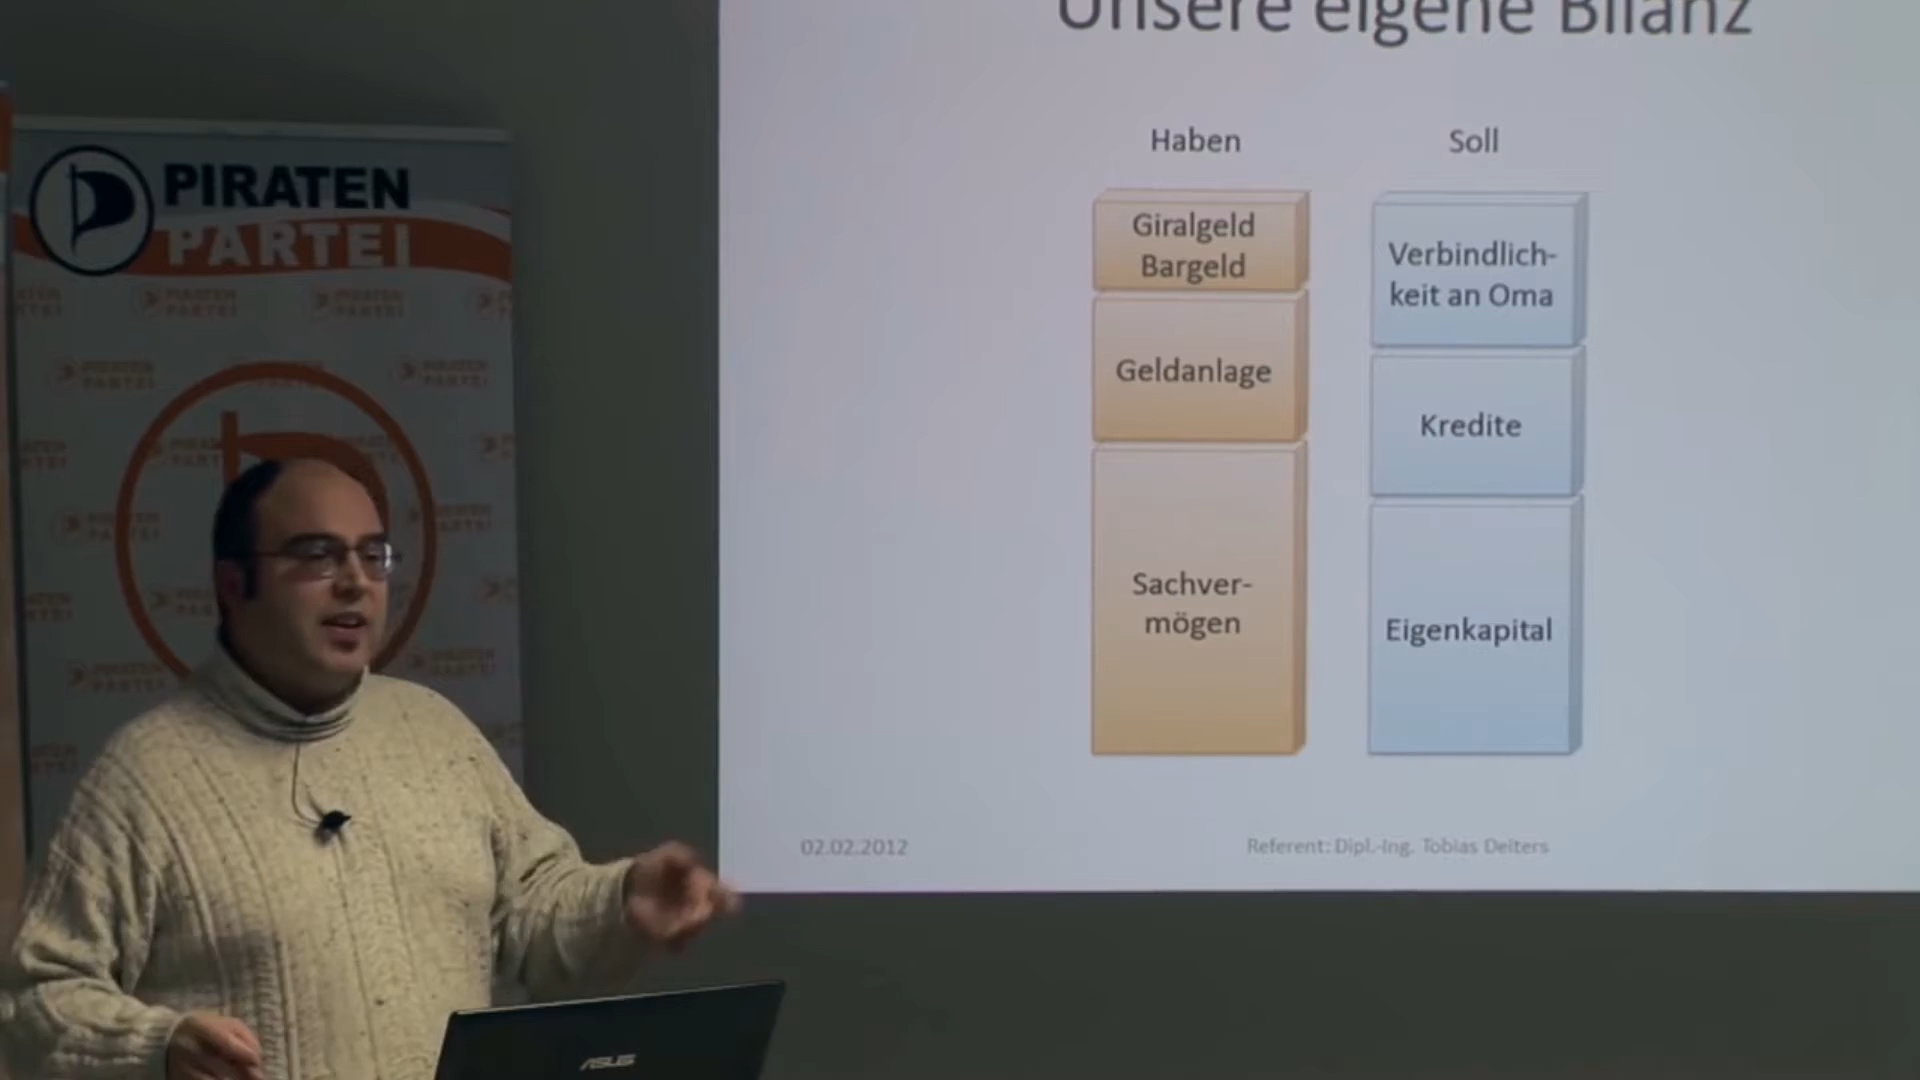 Unsere eigene Bilanz
PIRATEN
PARTEI
Haben
Soll
Giralgeld
Bargeld
Geldanlage
Sachver-
mögen
Verbindlich-
keit an Oma
Kredite
Eigenkapital
02.02.2012
Referent: Dipl.-Ing. Tobias Deiters
ASUS